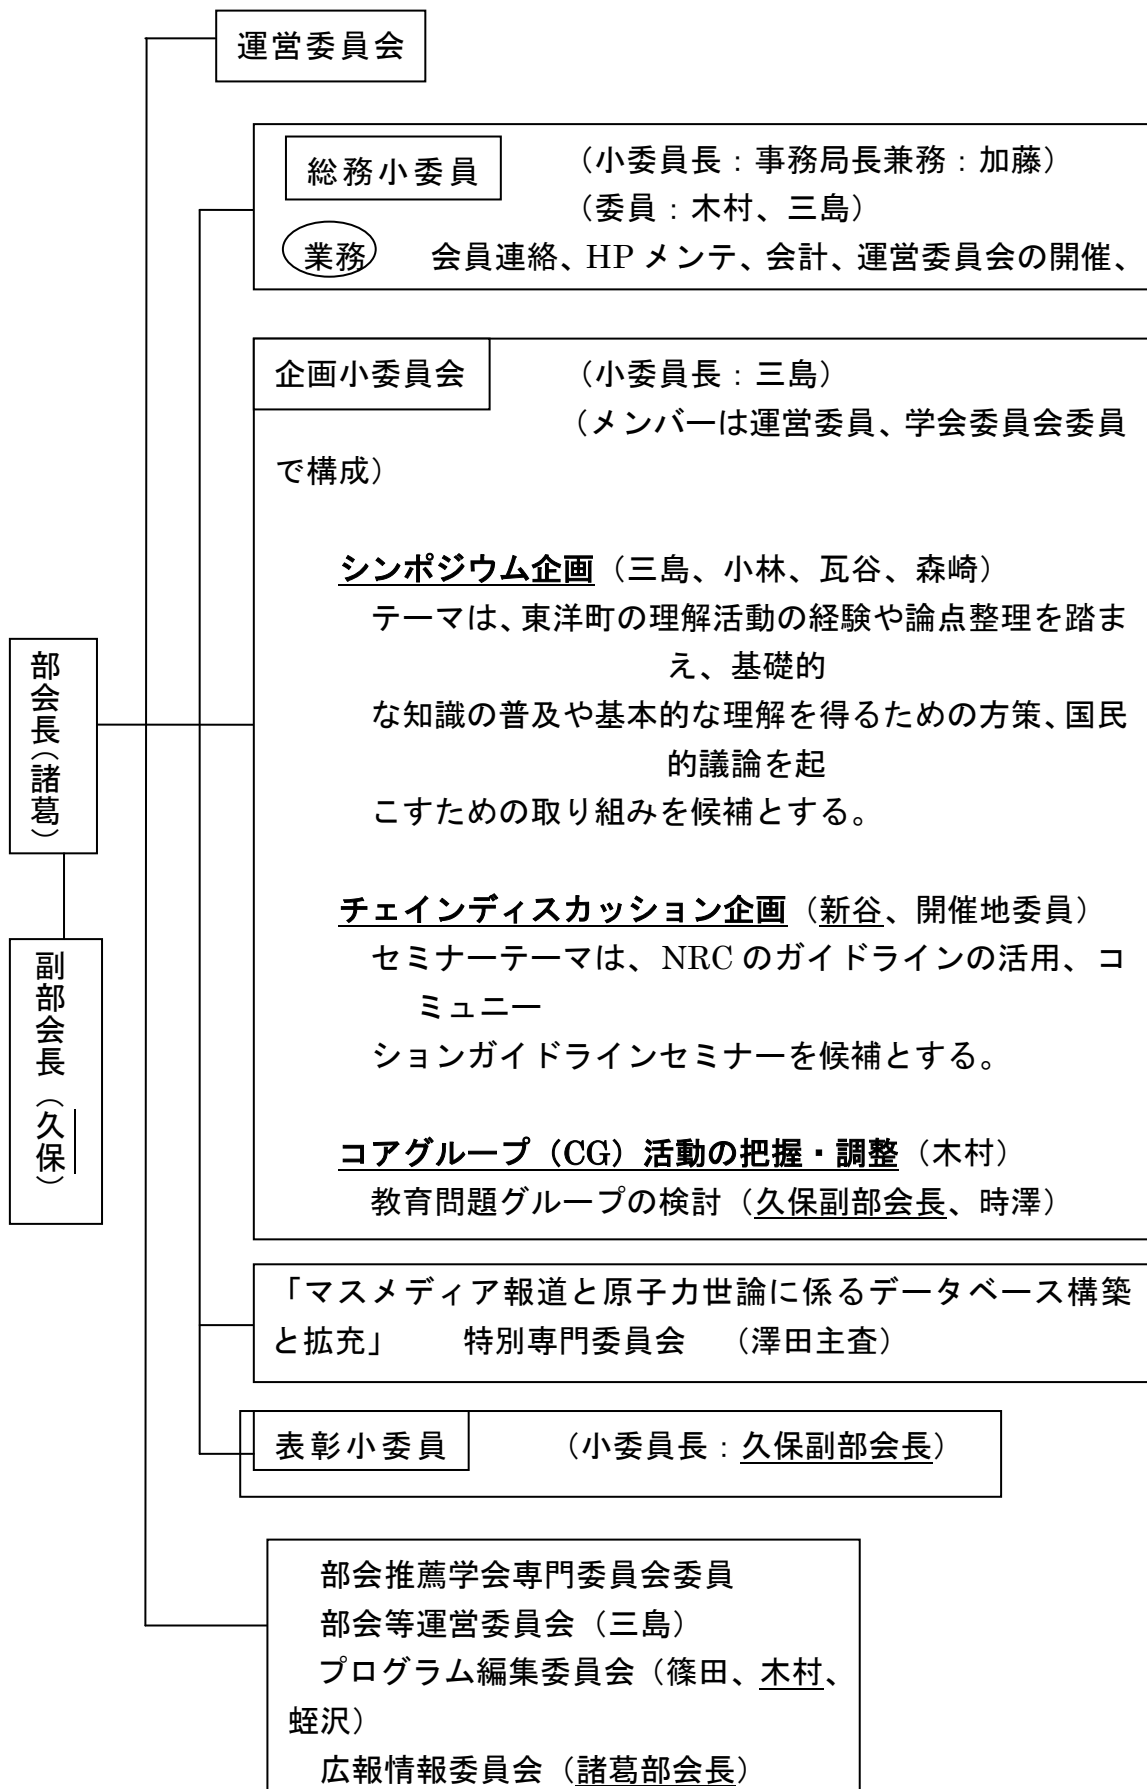 運営委員会
総務小委員
（小委員長：事務局長兼務：加藤）
（委員：木村、三島）
業務
会員連絡、HPメンテ、会計、運営委員会の開催、
企画小委員会
（小委員長：三島）
（メンバーは運営委員、学会委員会委員
で構成）
シンポジウム企画（三島、小林、瓦谷、森崎）
テーマは、東洋町の理解活動の経験や論点整理を踏ま
え、基礎的
な知識の普及や基本的な理解を得るための方策、国民
的議論を起
こすための取り組みを候補とする。
チェインディスカッション企画（新谷、開催地委員）
セミナーテーマは、NRCのガイドラインの活用、コ
ミュニー
ションガイドラインセミナーを候補とする。
コアグループ（CG）活動の把握・調整（木村）
教育問題グループの検討（久保副部会長、時澤）
部会長（諸葛）
副部会長（久保）
「マスメディア報道と原子力世論に係るデータベース構築
と拡充」　特別専門委員会　（澤田主査）
表彰小委員
（小委員長：久保副部会長）
部会推薦学会専門委員会委員
部会等運営委員会（三島）
プログラム編集委員会（篠田、木村、
蛭沢）
広報情報委員会（諸葛部会長）